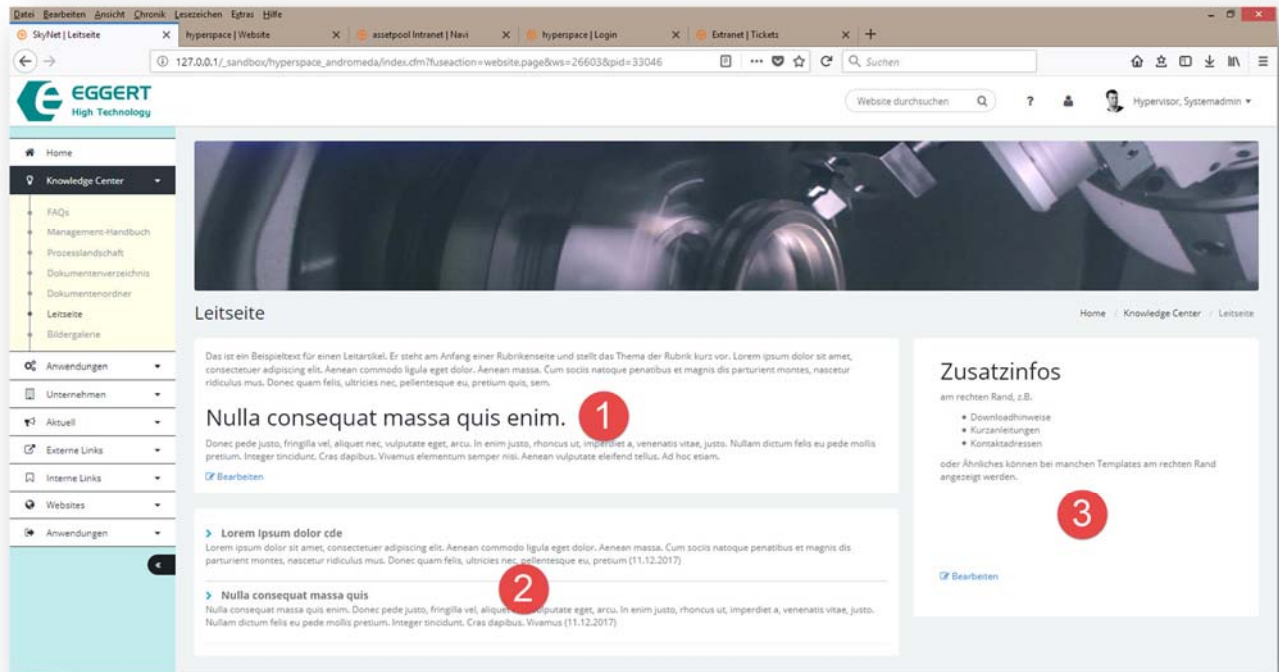 Datei Bearbeiten Ansicht Chronik Lesezeichen Extras Hilfe
SkyNet | Leitseite
hyperspace | Website
assetpool Intranet | Navi
hyperspace | Login
Extranet | Tickets
127.0.0.1/_sandbox/hyperspace_andromeda/index.cfm?fuseaction=website.page&ws=26603&pid=33046
Suchen
EGGERT
High Technology
Website durchsuchen
?
Hypervisor, Systemadmin
Home
Knowledge Center
FAQs
Management-Handbuch
Prozesslandschaft
Dokumentenverzeichnis
Dokumentenordner
Leitseite
Bildergalerie
Anwendungen
Unternehmen
Aktuell
Externe Links
Interne Links
Websites
Anwendungen
Leitseite
Home / Knowledge Center / Leitseite
Das ist ein Beispieltext für einen Leitartikel. Er steht am Anfang einer Rubrikenseite und stellt das Thema der Rubrik kurz vor. Lorem ipsum dolor sit amet,
consectetuer adipiscing elit. Aenean commodo ligula eget dolor. Aenean massa. Cum sociis natoque penatibus et magnis dis parturient montes, nascetur
ridiculus mus. Donec quam felis, ultricies nec, pellentesque eu, pretium quis, sem.
Nulla consequat massa quis enim.
1
Donec pede justo, fringilla vel, aliquet nec, vulputate eget, arcu. In enim justo, rhoncus ut, imperdiet a, venenatis vitae, justo. Nullam dictum felis eu pede mollis
pretium. Integer tincidunt. Cras dapibus. Vivamus elementum semper nisi. Aenean vulputate eleifend tellus. Ad hoc etiam.
Bearbeiten
Lorem Ipsum dolor cde
Lorem ipsum dolor sit amet, consectetuer adipiscing elit. Aenean commodo ligula eget dolor. Aenean massa. Cum sociis natoque penatibus et magnis dis
parturient montes, nascetur ridiculus mus. Donec quam felis, ultricies nec, pellentesque eu, pretium (11.12.2017)
2
Nulla consequat massa quis
Nulla consequat massa quis enim. Donec pede justo, fringilla vel, aliquet vulputate eget, arcu. In enim justo, rhoncus ut, imperdiet a, venenatis vitae, justo.
Nullam dictum felis eu pede mollis pretium. Integer tincidunt. Cras dapibus. Vivamus (11.12.2017)
Zusatzinfos
am rechten Rand, z.B.
Downloadhinweise
Kurzanleitungen
Kontaktadressen
oder Ähnliches können bei manchen Templates am rechten Rand
angezeigt werden.
3
Bearbeiten